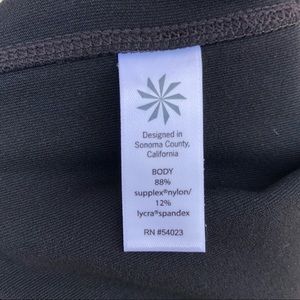 Designed in
Sonoma County,
California
BODY
88%
supplex®nylon/
12%
lycra®spandex
RN #54023